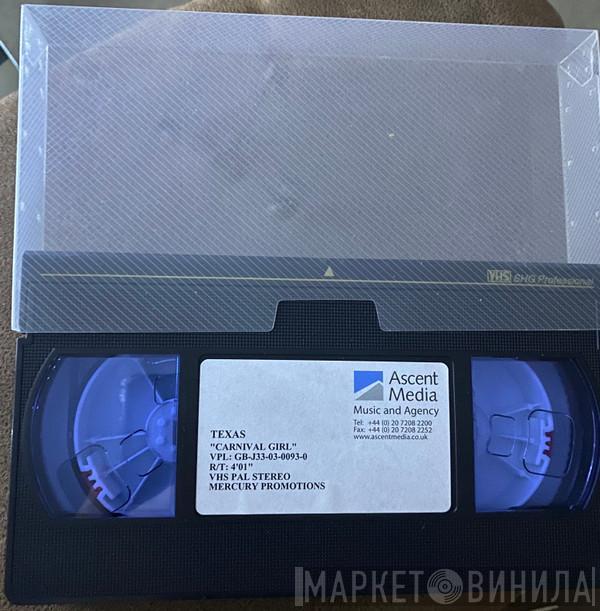 VHS SHG Professional
Ascent
Media
Music and Agency
Tel: +44 (0) 20 7208 2200
Fax: +44 (0) 20 7208 2252
www.ascentmedia.co.uk
TEXAS
"CARNIVAL GIRL"
VPL: GB-J33-03-0093-0
R/T: 4'01"
VHS PAL STEREO
MERCURY PROMOTIONS
МАРКЕТ ВИНИЛА